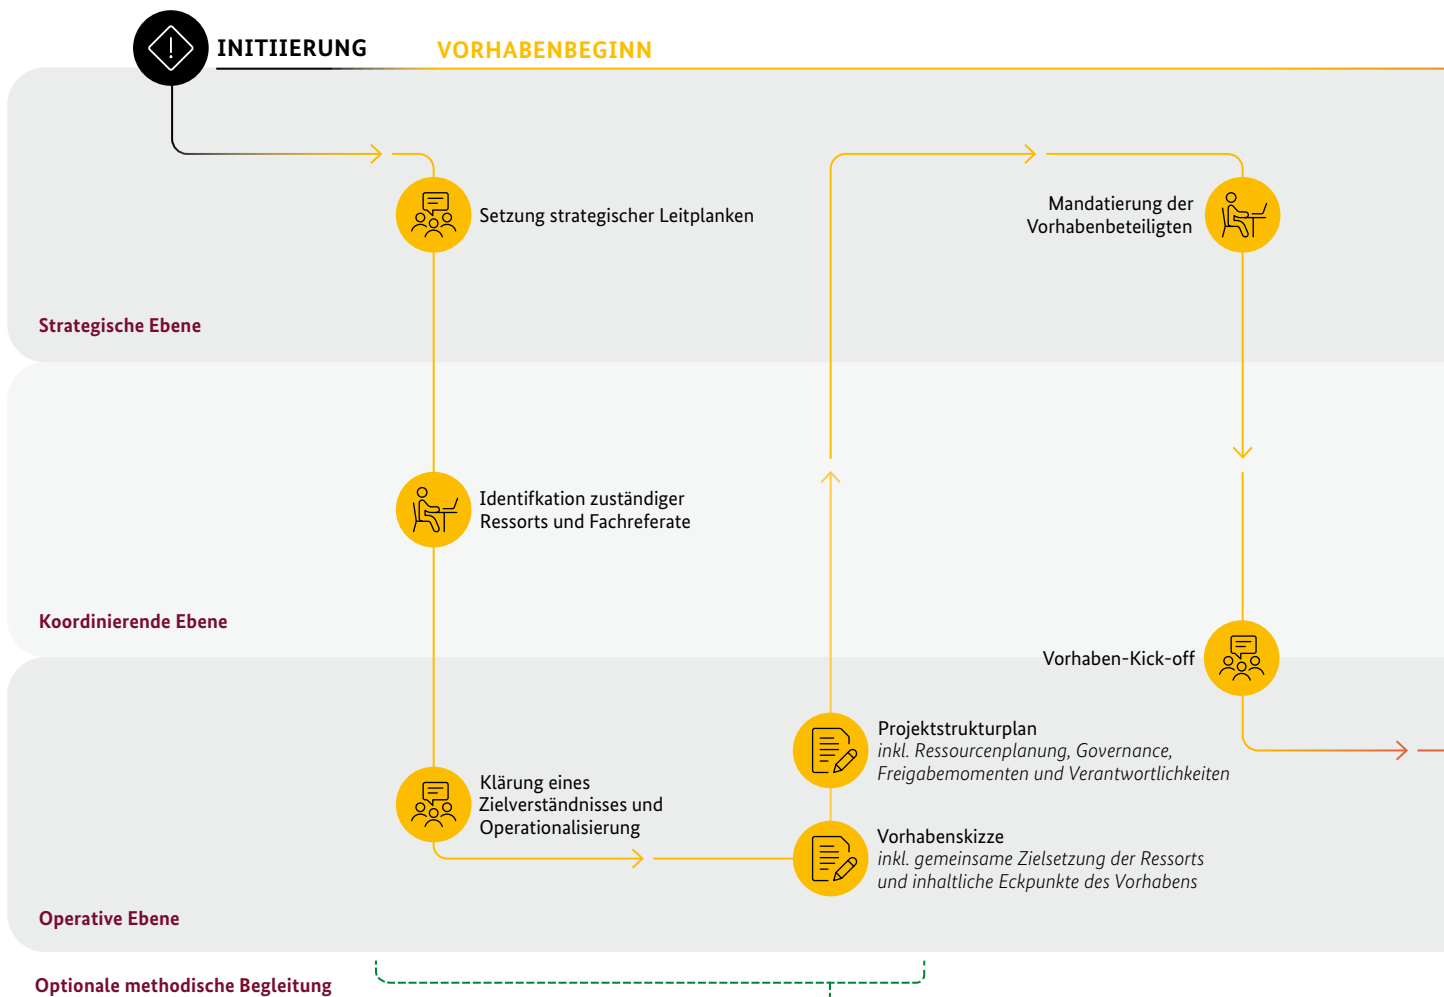 INITIIERUNG
VORHABENBEGINN
Setzung strategischer Leitplanken
Mandatierung der
Vorhabenbeteiligten
Strategische Ebene
Identifkation zuständiger
Ressorts und Fachreferate
Koordinierende Ebene
Vorhaben-Kick-off
Projektstrukturplan
inkl. Ressourcenplanung, Governance,
Freigabemomenten und Verantwortlichkeiten
Klärung eines
Zielverständnisses und
Operationalisierung
Vorhabenskizze
inkl. gemeinsame Zielsetzung der Ressorts
und inhaltliche Eckpunkte des Vorhabens
Operative Ebene
Optionale methodische Begleitung